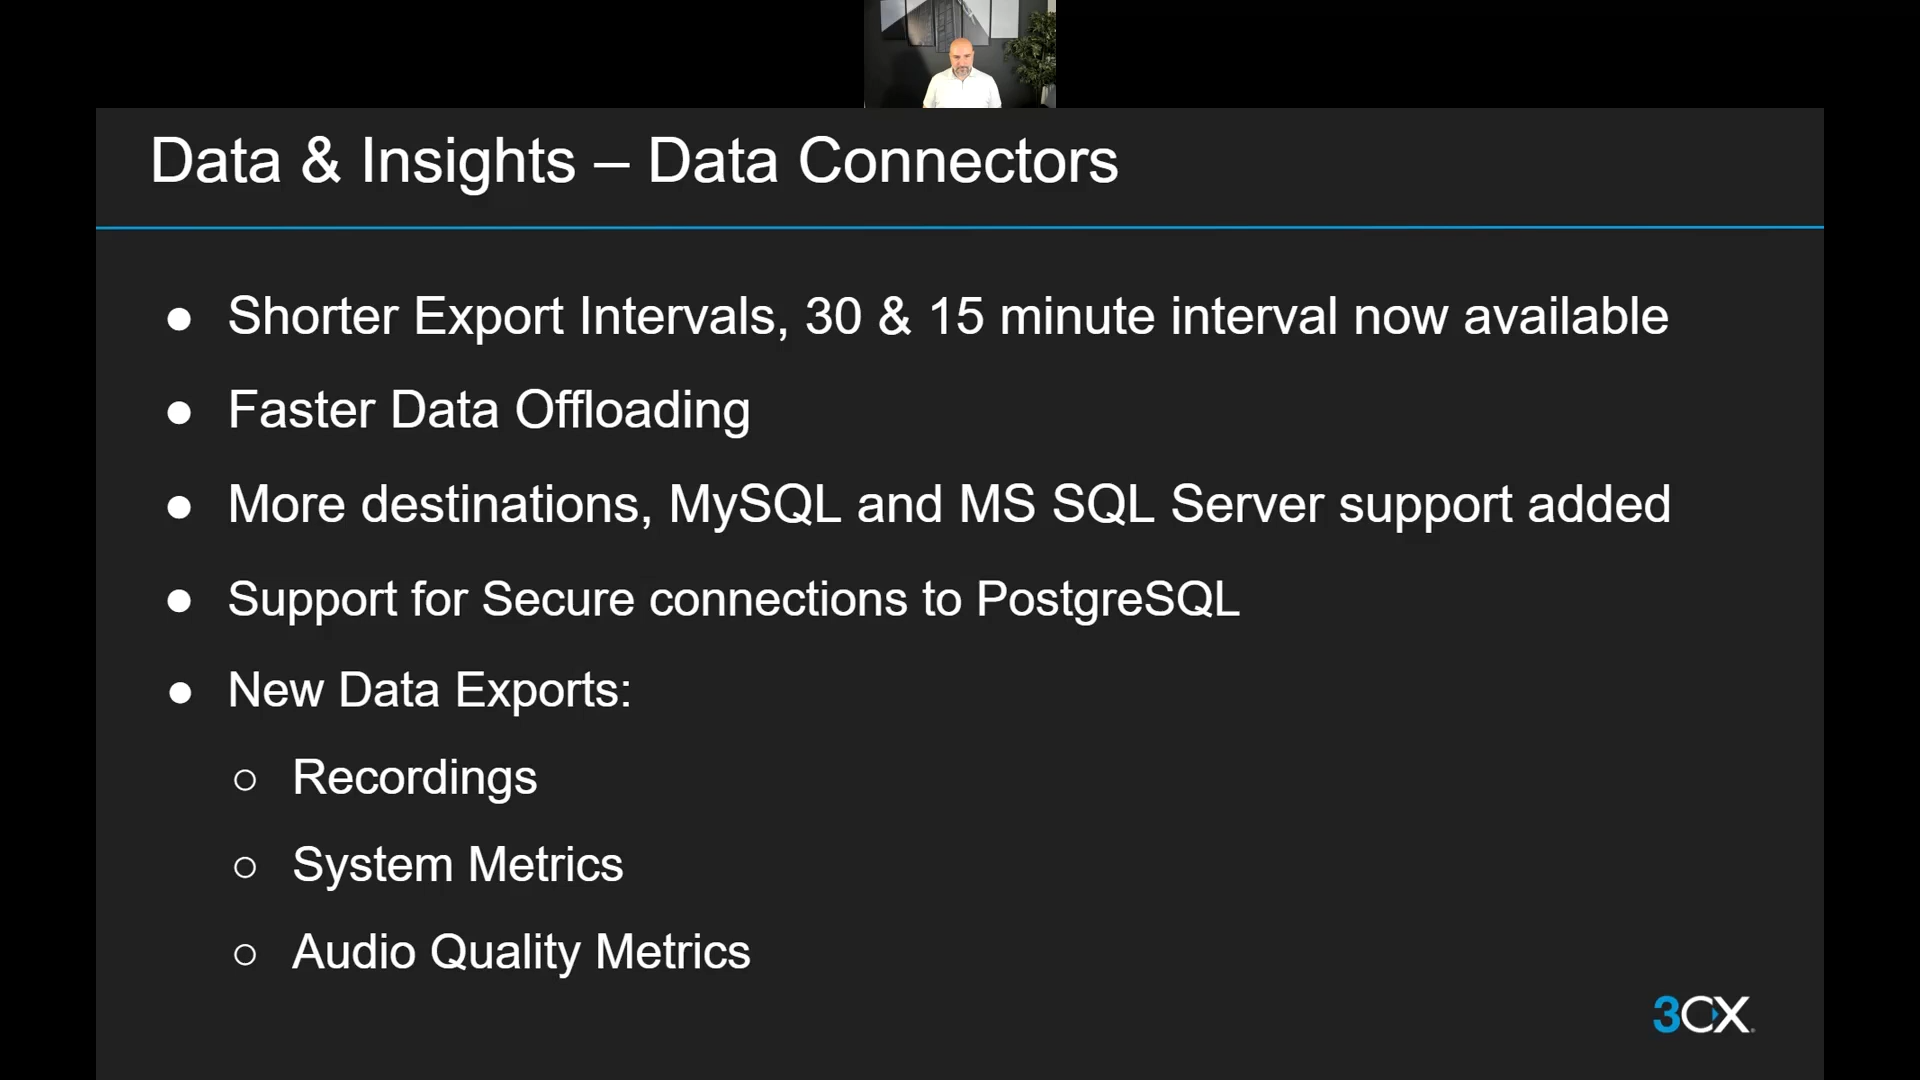 Data & Insights – Data Connectors
● Shorter Export Intervals, 30 & 15 minute interval now available
● Faster Data Offloading
● More destinations, MySQL and MS SQL Server support added
● Support for Secure connections to PostgreSQL
● New Data Exports:
○ Recordings
○ System Metrics
○ Audio Quality Metrics
3CX